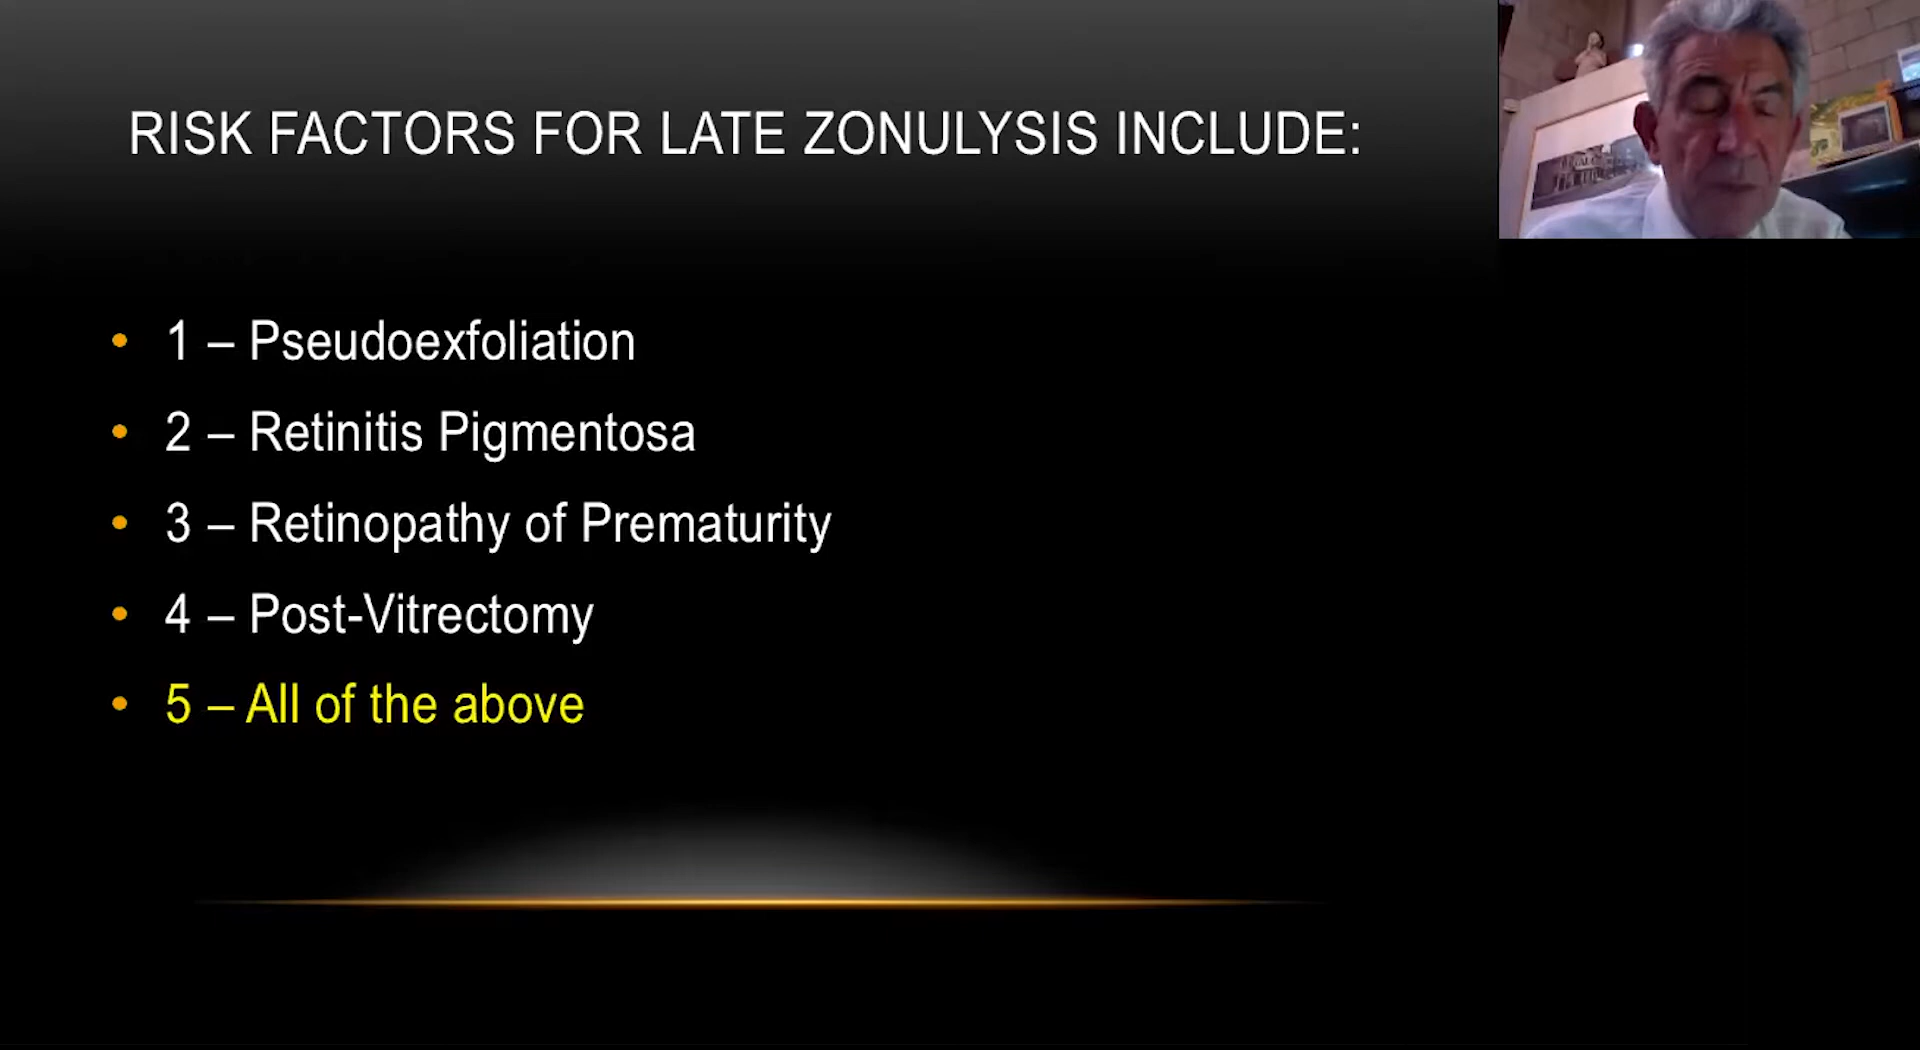 RISK FACTORS FOR LATE ZONULYSIS INCLUDE:
• 1 – Pseudoexfoliation
• 2 – Retinitis Pigmentosa
• 3 – Retinopathy of Prematurity
• 4 – Post-Vitrectomy
• 5 – All of the above